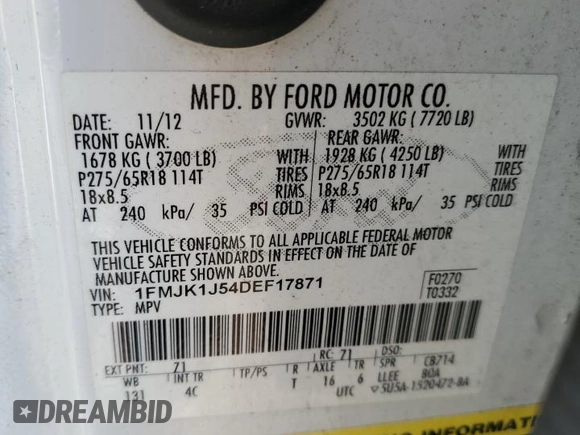 MFD. BY FORD MOTOR CO.
DATE: 11/12 GVWR: 3502 KG ( 7720 LB)
FRONT GAWR: REAR GAWR:
1678 KG ( 3700 LB) WITH 1928 KG ( 4250 LB) WITH
P275/65R18 114T TIRES P275/65R18 114T TIRES
18x8.5 RIMS 18x8.5 RIMS
AT 240 kPa/ 35 PSI COLD AT 240 kPa/ 35 PSI COLD
THIS VEHICLE CONFORMS TO ALL APPLICABLE FEDERAL MOTOR
VEHICLE SAFETY STANDARDS IN EFFECT ON THE DATE OF
MANUFACTURE SHOWN ABOVE.
VIN: 1FMJK1J54DEF17871 F0270
TYPE: MPV T0332
EXT PNT: Z1 RC: 71 DSO:
WB INT TR TP/PS R AXLE TR SPR C8714
131 4C T 16 6 LLEE 80A
UTC 5U5A-1520472-BA
INFORMATION
DREAMBID